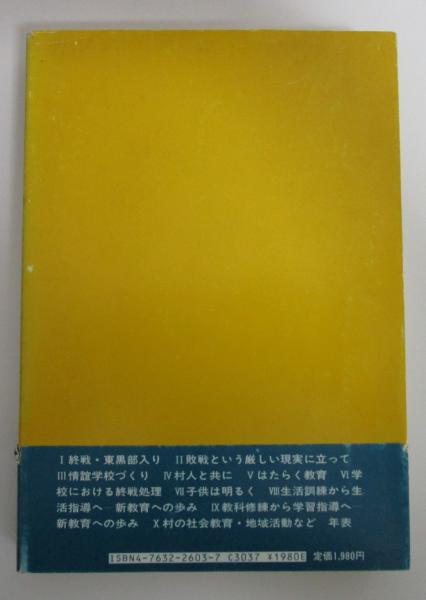 Ⅰ終戦・東黒部入り Ⅱ敗戦という厳しい現実に立って
Ⅲ情誼学校づくり Ⅳ村人と共に Ⅴはたらく教育 Ⅵ学
校における終戦処理 Ⅶ子供は明るく Ⅷ生活訓練から生
活指導へ―新教育への歩み Ⅸ教科修練から学習指導へ―
新教育への歩み Ⅹ村の社会教育・地域活動など 年表
ISBN4-7632-2603-7 C3037 ¥1980E 定価1,980円